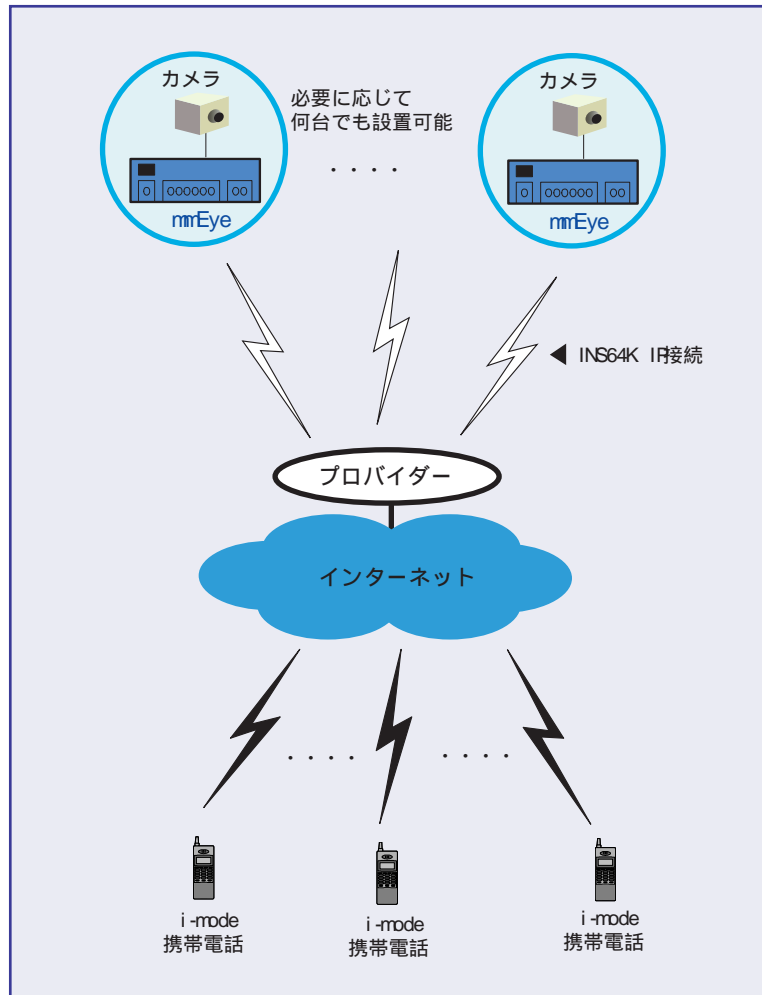 カメラ
必要に応じて
何台でも設置可能
・・・・
mmEye
カメラ
mmEye
INS64K IP接続
プロバイダー
インターネット
・・・・
・・・・
i-mode
携帯電話
i-mode
携帯電話
i-mode
携帯電話